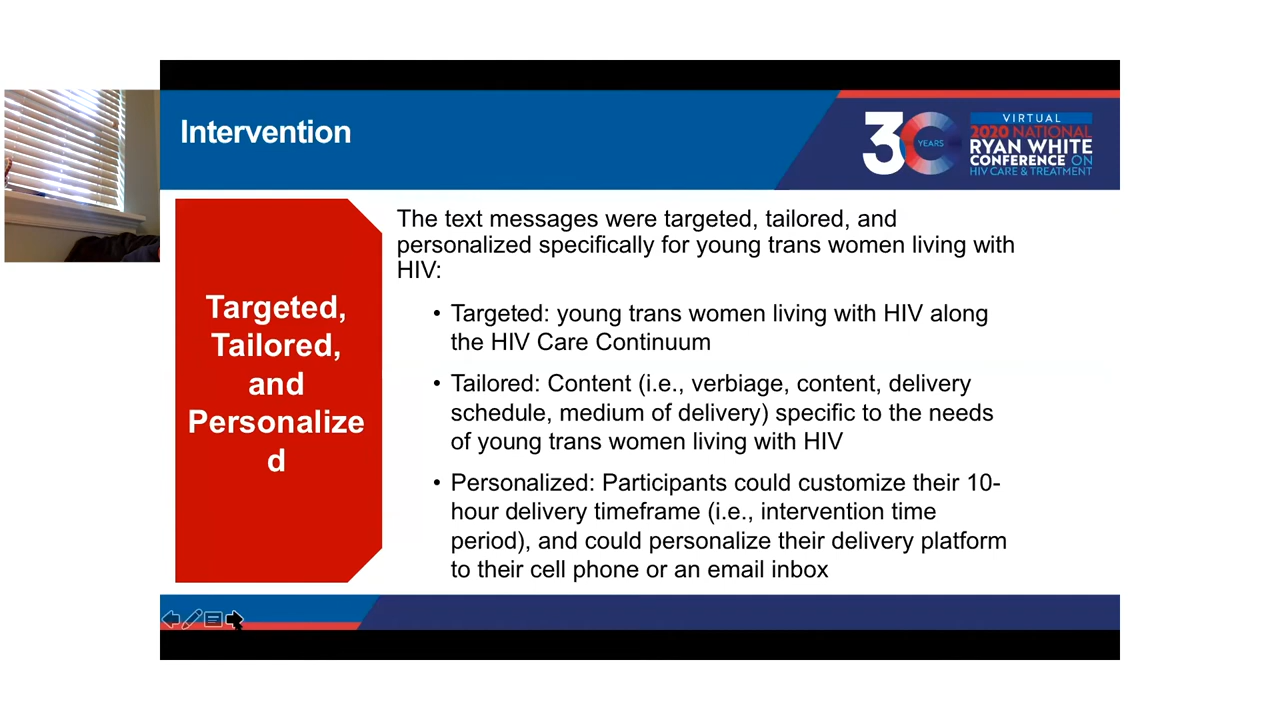 Intervention
30
YEARS
VIRTUAL
2020 NATIONAL
RYAN WHITE
CONFERENCE ON
HIV CARE & TREATMENT
Targeted,
Tailored,
and
Personalize
d
The text messages were targeted, tailored, and
personalized specifically for young trans women living with
HIV:
• Targeted: young trans women living with HIV along
the HIV Care Continuum
• Tailored: Content (i.e., verbiage, content, delivery
schedule, medium of delivery) specific to the needs
of young trans women living with HIV
• Personalized: Participants could customize their 10-
hour delivery timeframe (i.e., intervention time
period), and could personalize their delivery platform
to their cell phone or an email inbox